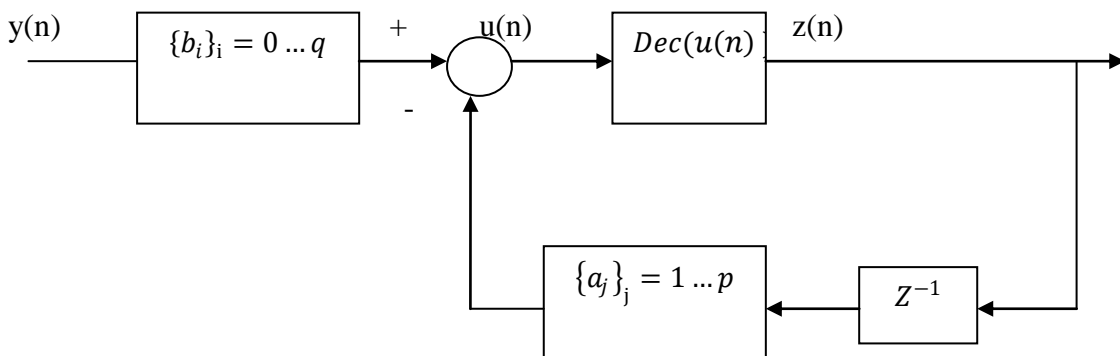 y(n)
{b_i}_i = 0 … q
+
-
u(n)
Dec(u(n)
z(n)
{a_j}_j = 1 … p
Z^{-1}